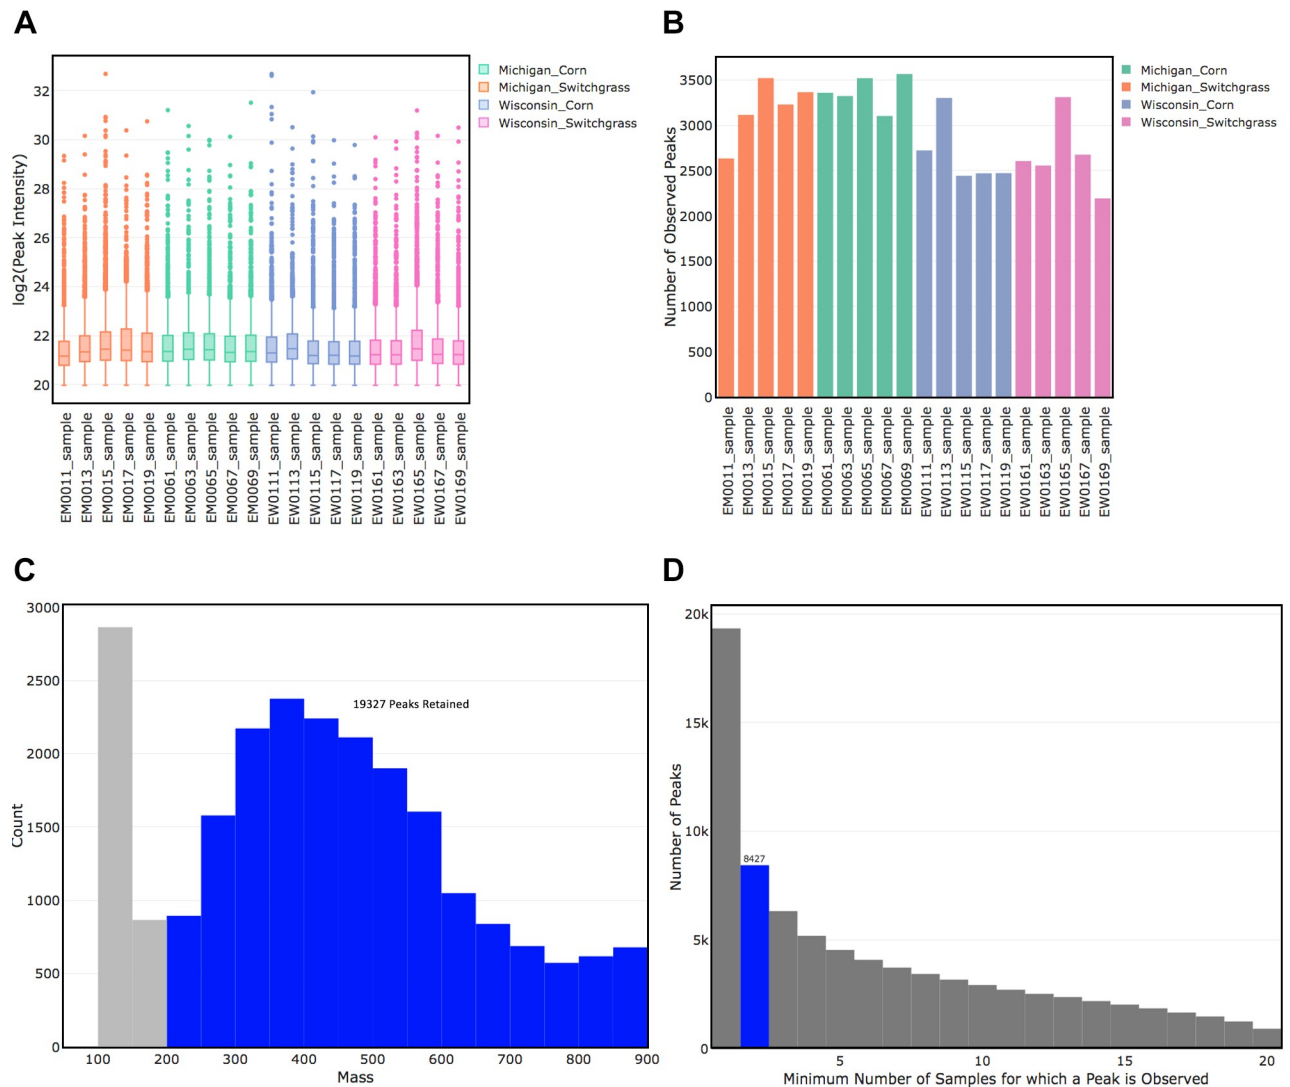 A
log2(Peak Intensity)
32
30
28
26
24
22
20
EM0011_sample
EM0013_sample
EM0015_sample
EM0017_sample
EM0019_sample
EM0061_sample
EM0063_sample
EM0065_sample
EM0067_sample
EM0069_sample
EW0111_sample
EW0113_sample
EW0115_sample
EW0117_sample
EW0119_sample
EW0161_sample
EW0163_sample
EW0165_sample
EW0167_sample
EW0169_sample
Michigan_Corn
Michigan_Switchgrass
Wisconsin_Corn
Wisconsin_Switchgrass
B
Number of Observed Peaks
3500
3000
2500
2000
1500
1000
500
0
EM0011_sample
EM0013_sample
EM0015_sample
EM0017_sample
EM0019_sample
EM0061_sample
EM0063_sample
EM0065_sample
EM0067_sample
EM0069_sample
EW0111_sample
EW0113_sample
EW0115_sample
EW0117_sample
EW0119_sample
EW0161_sample
EW0163_sample
EW0165_sample
EW0167_sample
EW0169_sample
Michigan_Corn
Michigan_Switchgrass
Wisconsin_Corn
Wisconsin_Switchgrass
C
Count
3000
2500
2000
1500
1000
500
0
19327 Peaks Retained
100 200 300 400 500 600 700 800 900
Mass
D
Number of Peaks
20k
15k
10k
5k
0
8427
5 10 15 20
Minimum Number of Samples for which a Peak is Observed